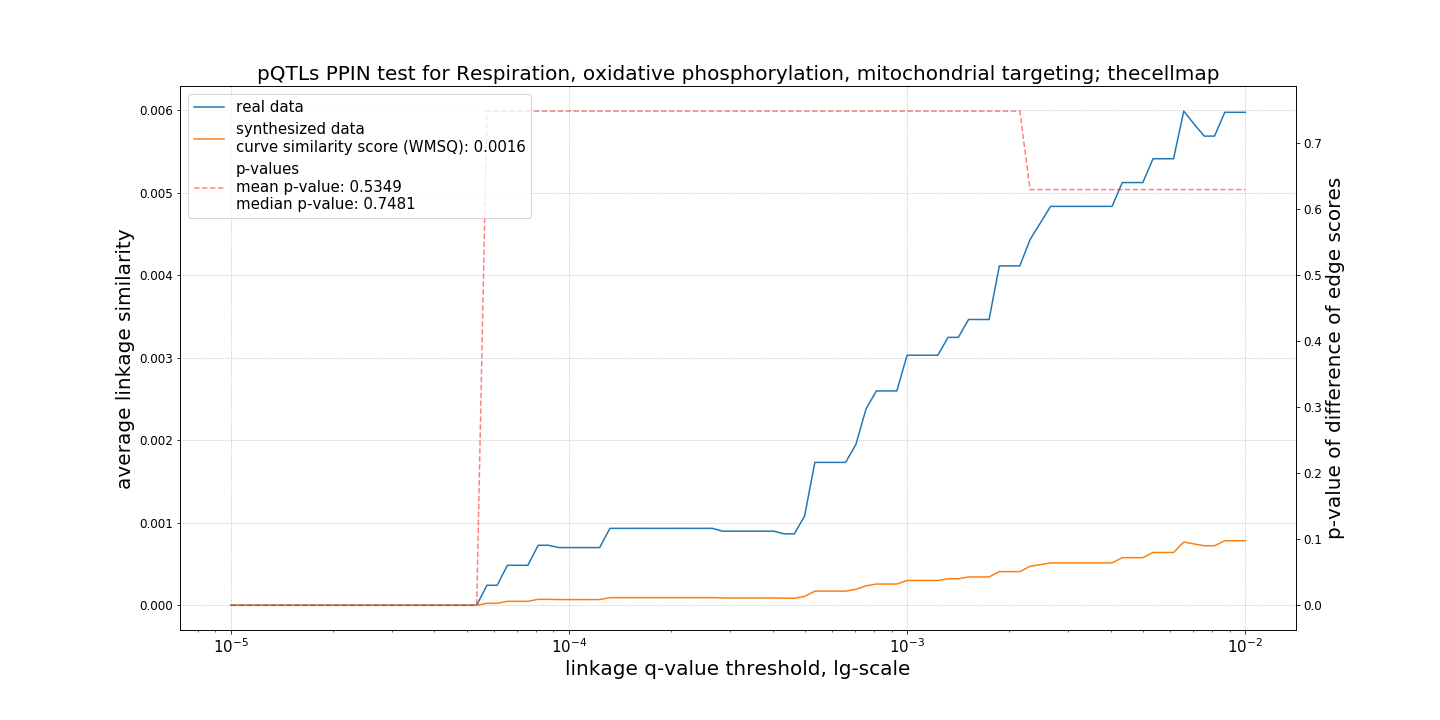 pQTLs PPIN test for Respiration, oxidative phosphorylation, mitochondrial targeting; thecellmap
real data
synthesized data
curve similarity score (WMSQ): 0.0016
p-values
mean p-value: 0.5349
median p-value: 0.7481
average linkage similarity
0.006
0.005
0.004
0.003
0.002
0.001
0.000
p-value of difference of edge scores
0.7
0.6
0.5
0.4
0.3
0.2
0.1
0.0
10⁻⁵ 10⁻⁴ 10⁻³ 10⁻²
linkage q-value threshold, lg-scale